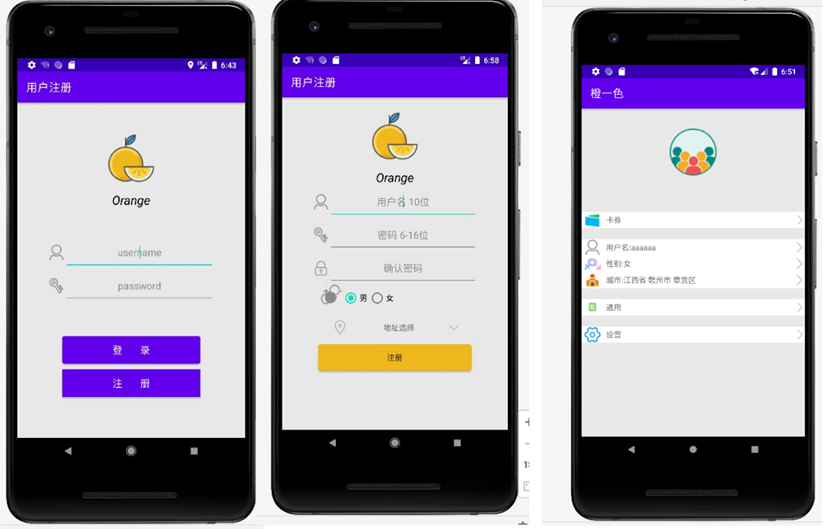 6:43
用户注册
Orange
username
password
登 录
注 册
6:58
用户注册
Orange
用户名 10位
密码 6-16位
确认密码
男 女
地址选择
注册
6:51
橙一色
卡券
用户名:aaaaaa
性别:女
城市:江西省 赣州市 章贡区
通用
设置